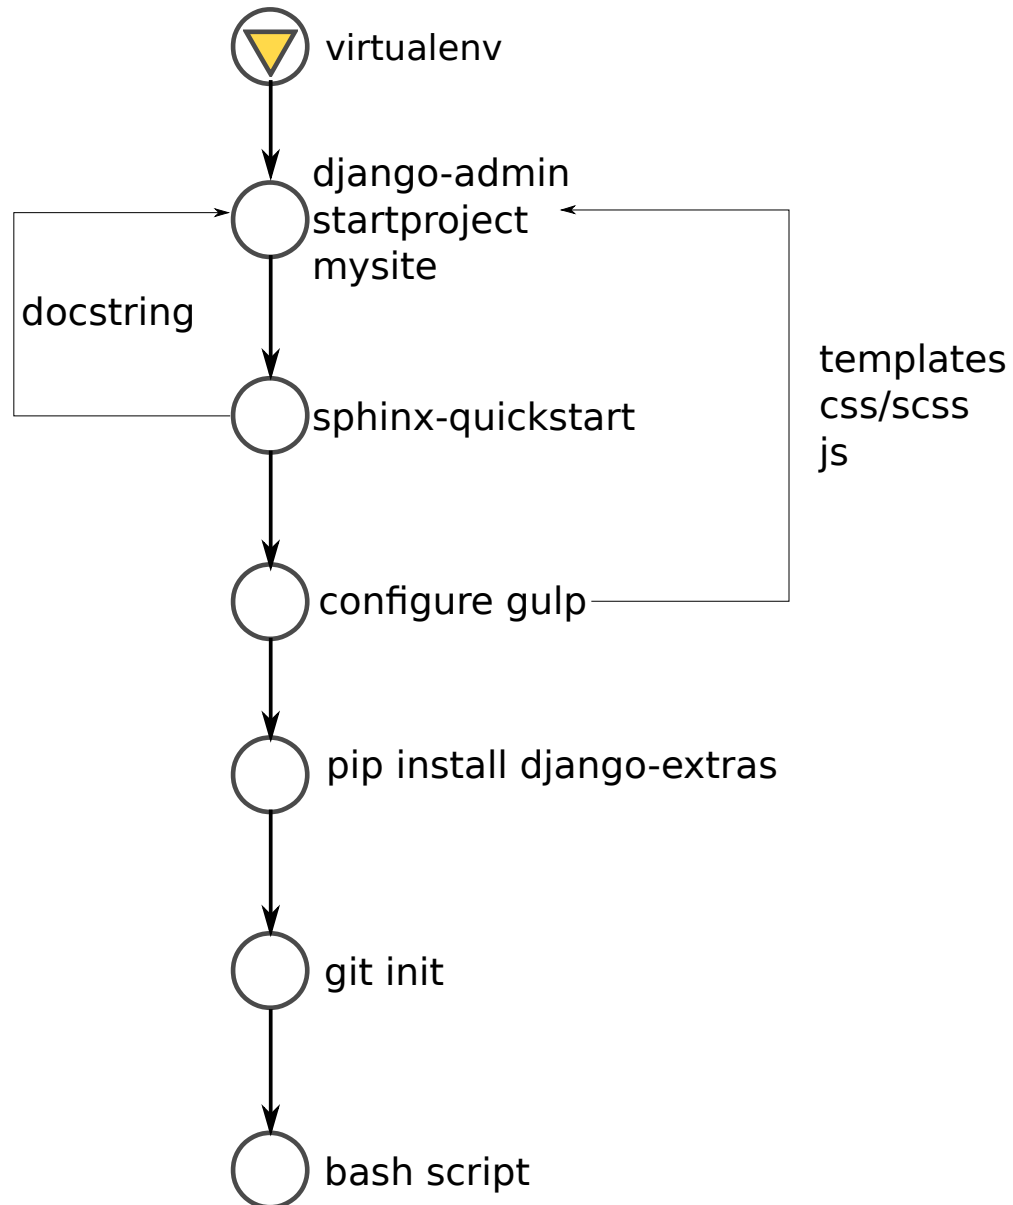 virtualenv
django-admin
startproject
mysite
docstring
templates
css/scss
js
sphinx-quickstart
configure gulp
pip install django-extras
git init
bash script